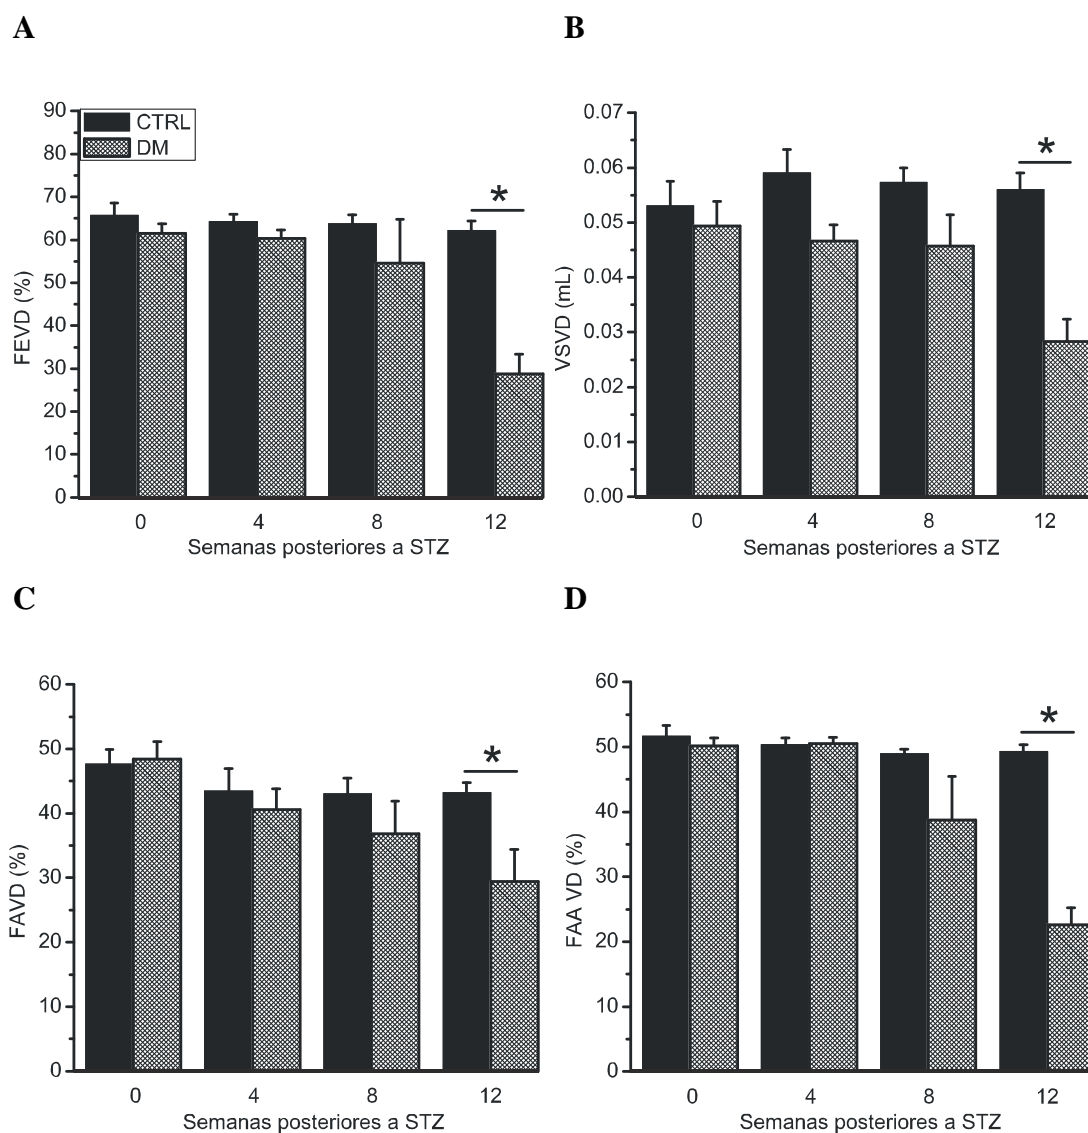 A
FEVD (%)
90
80
70
60
50
40
30
20
10
0
CTRL
DM
*
0 4 8 12
Semanas posteriores a STZ
B
VSVD (mL)
0.07
0.06
0.05
0.04
0.03
0.02
0.01
0.00
*
0 4 8 12
Semanas posteriores a STZ
C
FAVD (%)
60
50
40
30
20
10
0
*
0 4 8 12
Semanas posteriores a STZ
D
FAA VD (%)
60
50
40
30
20
10
0
*
0 4 8 12
Semanas posteriores a STZ